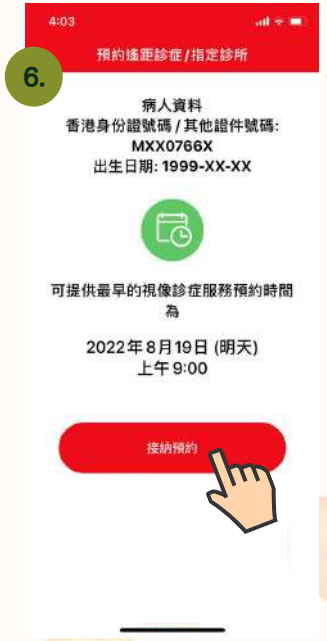 4:03
預約遙距診症/指定診所
6.
病人資料
香港身份證號碼 / 其他證件號碼:
MXX0766X
出生日期: 1999-XX-XX
可提供最早的視像診症服務預約時間
為
2022年8月19日 (明天)
上午 9:00
接納預約